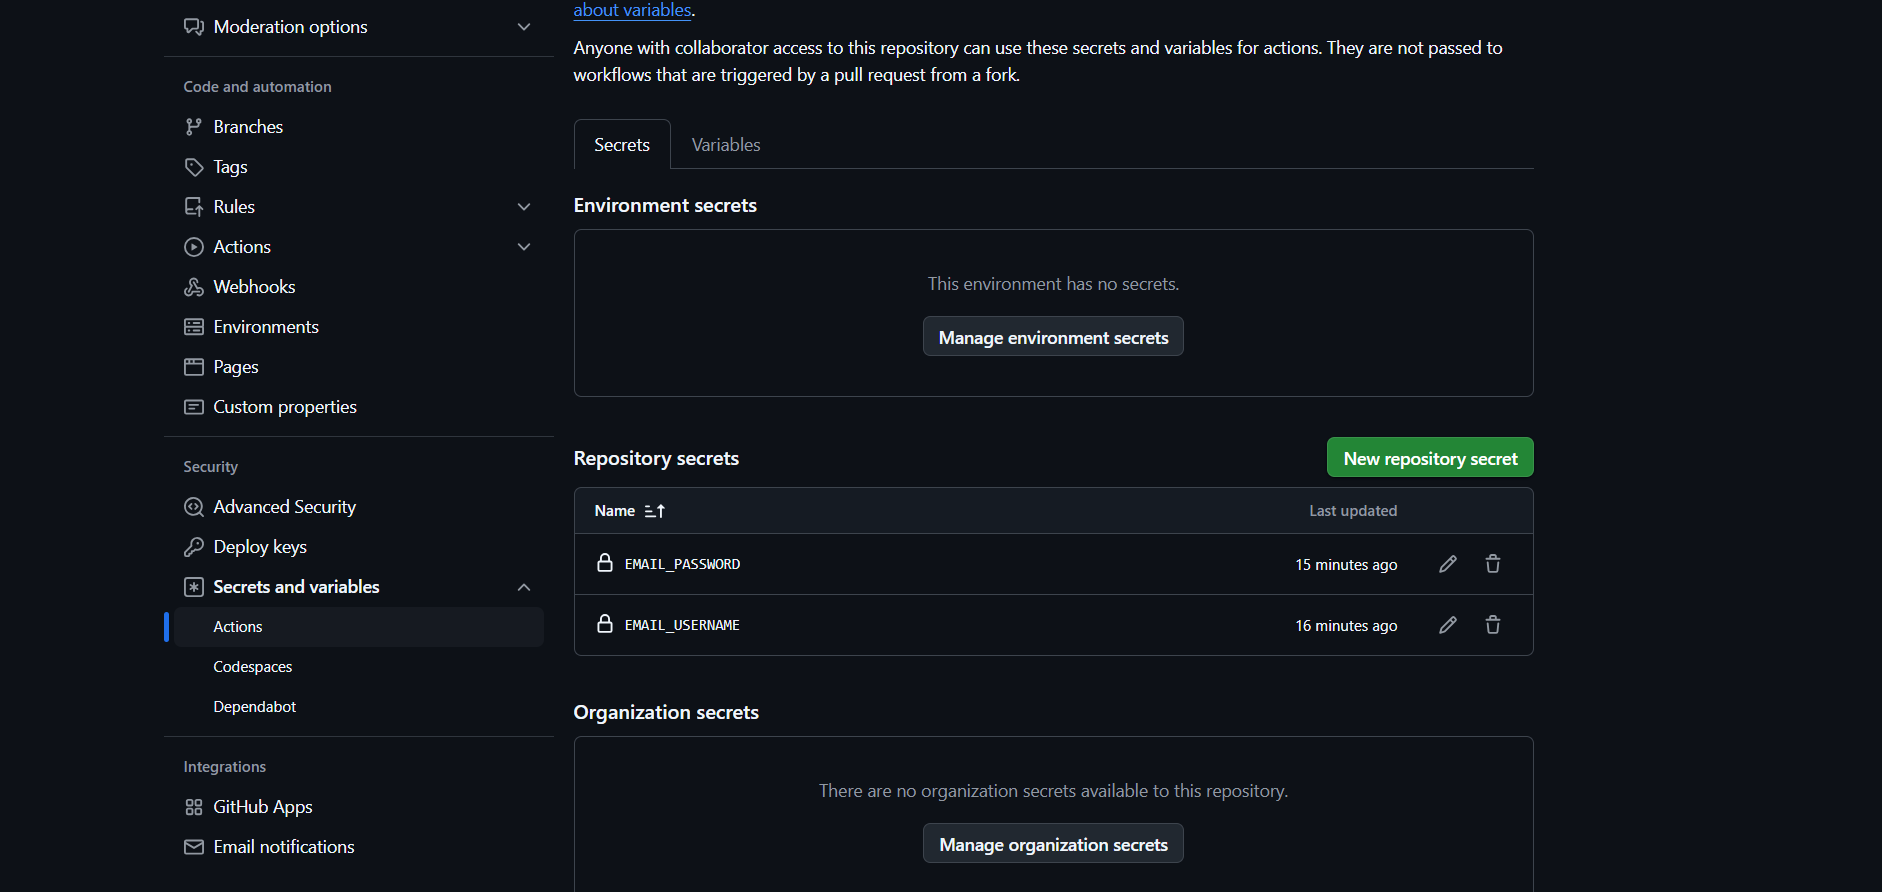 Moderation options
Code and automation
Branches
Tags
Rules
Actions
Webhooks
Environments
Pages
Custom properties
Security
Advanced Security
Deploy keys
Secrets and variables
Actions
Codespaces
Dependabot
Integrations
GitHub Apps
Email notifications
about variables.
Anyone with collaborator access to this repository can use these secrets and variables for actions. They are not passed to
workflows that are triggered by a pull request from a fork.
Secrets Variables
Environment secrets
This environment has no secrets.
Manage environment secrets
Repository secrets New repository secret
Name Last updated
EMAIL_PASSWORD 15 minutes ago
EMAIL_USERNAME 16 minutes ago
Organization secrets
There are no organization secrets available to this repository.
Manage organization secrets